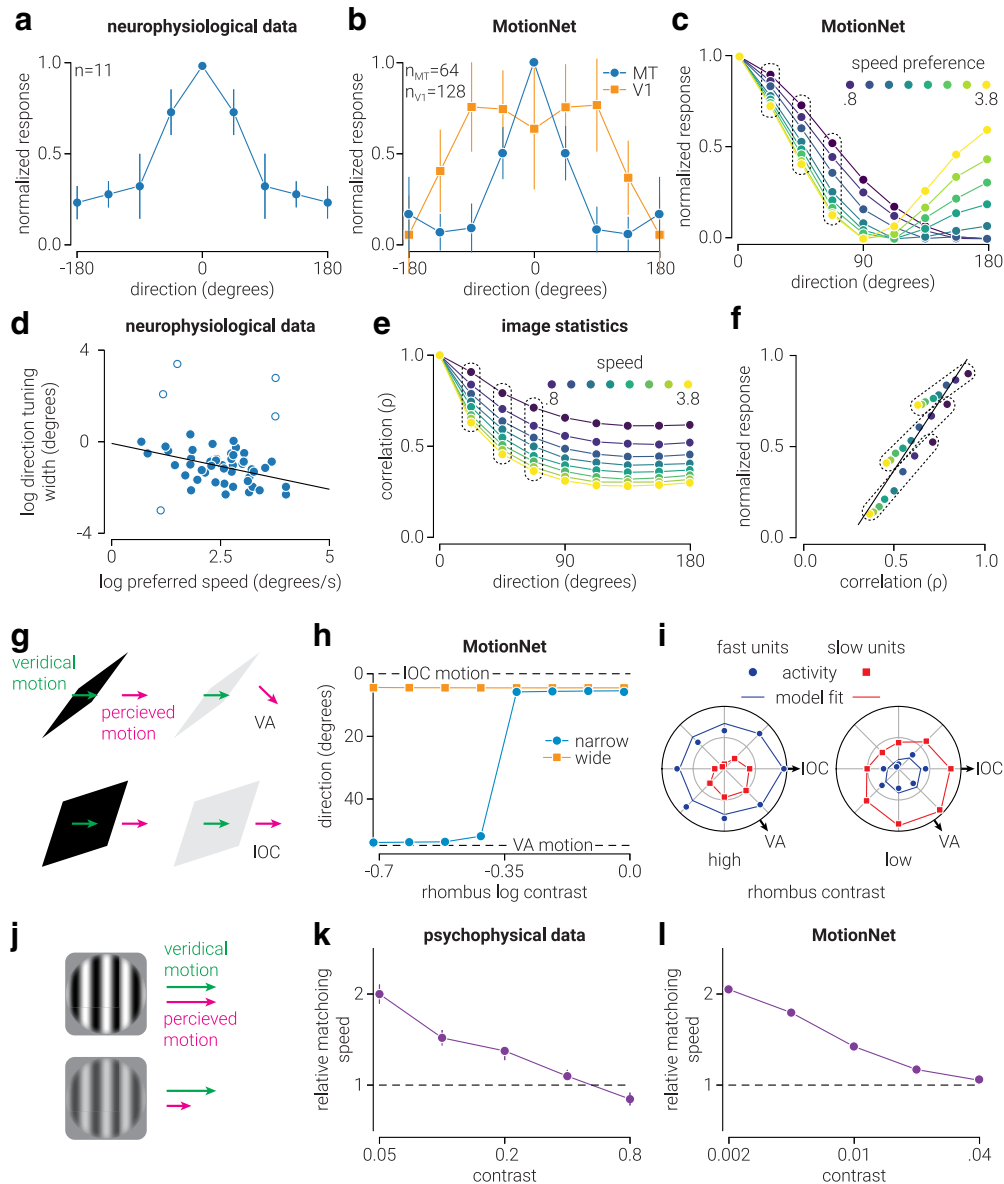 a
neurophysiological data
n=11
normalized response
1.0
0.5
0.0
-180
0
180
direction (degrees)
b
MotionNet
nMT=64
nV1=128
MT
V1
normalized response
1.0
0.5
0.0
-180
0
180
direction (degrees)
c
MotionNet
speed preference
.8
3.8
normalized response
1.0
0.5
0.0
0
90
180
direction (degrees)
d
neurophysiological data
log direction tuning
width (degrees)
4
0
-4
0
2.5
5
log preferred speed (degrees/s)
e
image statistics
speed
.8
3.8
correlation (ρ)
1.0
0.5
0.0
0
90
180
direction (degrees)
f
normalized response
1.0
0.5
0.0
0.0
0.5
1.0
correlation (ρ)
g
veridical
motion
percieved
motion
VA
IOC
h
MotionNet
IOC motion
direction (degrees)
0
20
40
narrow
wide
VA motion
-0.7
-0.35
0.0
rhombus log contrast
i
fast units
slow units
activity
model fit
IOC
VA
high
IOC
VA
low
rhombus contrast
j
veridical
motion
percieved
motion
k
psychophysical data
relative matchoing
speed
2
1
0.05
0.2
0.8
contrast
l
MotionNet
relative matchoing
speed
2
1
0.002
0.01
.04
contrast